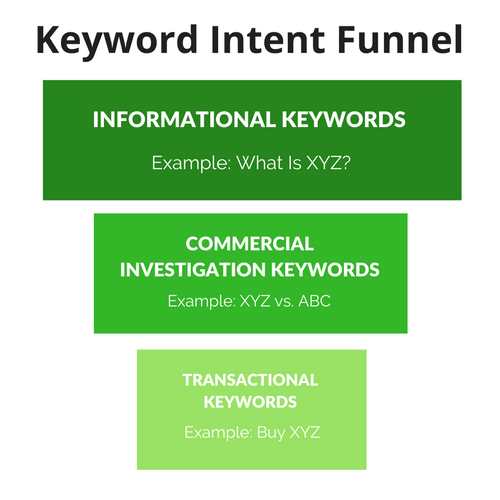 Keyword Intent Funnel
INFORMATIONAL KEYWORDS
Example: What Is XYZ?
COMMERCIAL
INVESTIGATION KEYWORDS
Example: XYZ vs. ABC
TRANSACTIONAL
KEYWORDS
Example: Buy XYZ